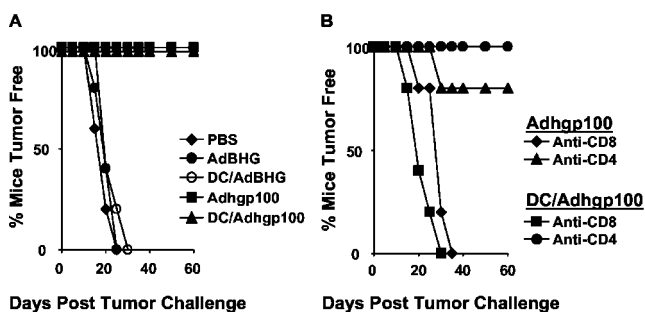 A
% Mice Tumor Free
100
50
0
0 20 40 60
Days Post Tumor Challenge
PBS
AdBHG
DC/AdBHG
Adhgp100
DC/Adhgp100
B
% Mice Tumor Free
100
50
0
0 20 40 60
Days Post Tumor Challenge
Adhgp100
Anti-CD8
Anti-CD4
DC/Adhgp100
Anti-CD8
Anti-CD4